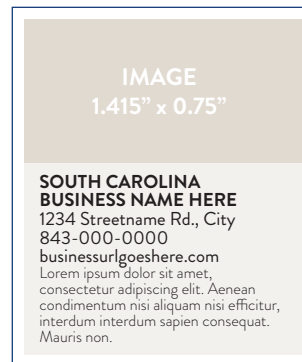 IMAGE
1.415” x 0.75”
SOUTH CAROLINA
BUSINESS NAME HERE
1234 Streetname Rd., City
843-000-0000
businessurlgoeshere.com
Lorem ipsum dolor sit amet,
consectetur adipiscing elit. Aenean
condimentum nisi aliquam nisi efficitur,
interdum interdum sapien consequat.
Mauris non.